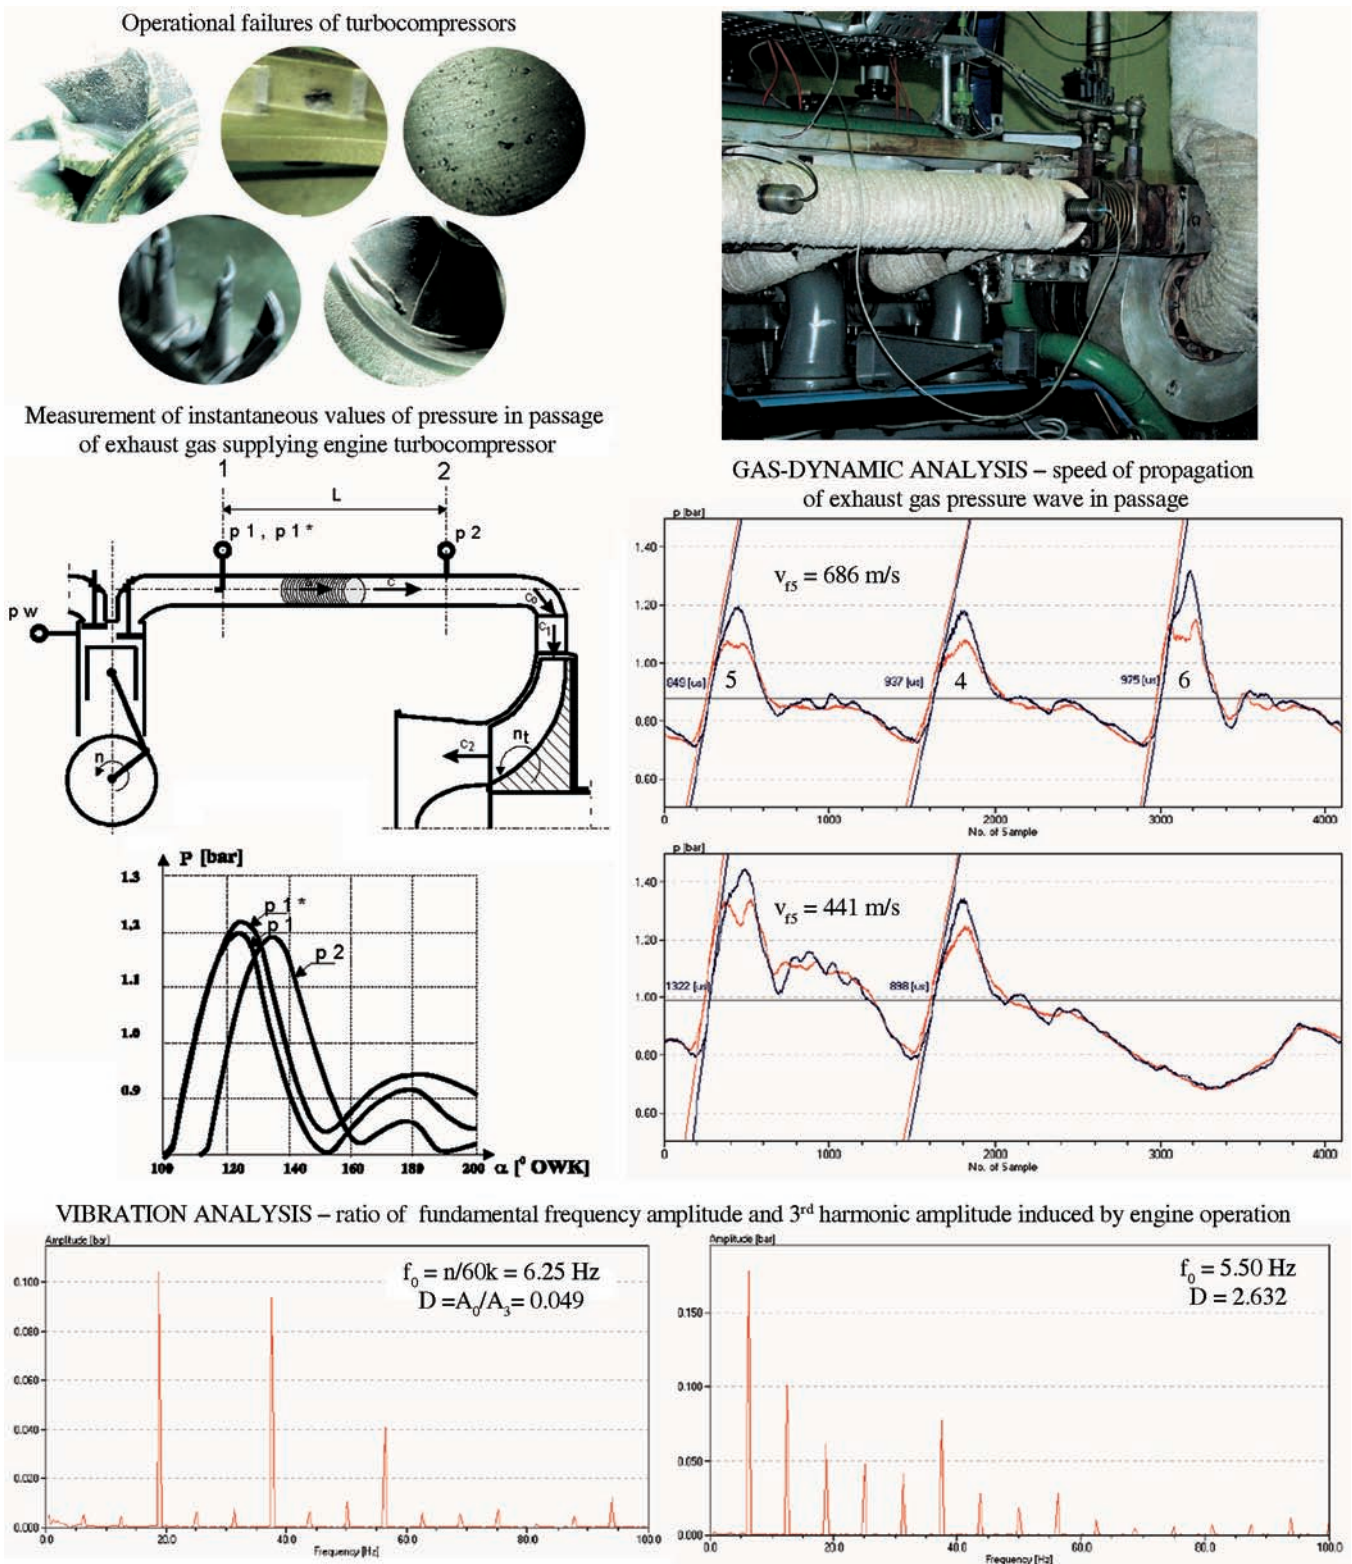 Operational failures of turbocompressors
Measurement of instantaneous values of pressure in passage
of exhaust gas supplying engine turbocompressor
1
2
L
p 1 , p 1 *
p 2
p w
c
c₀
c₁
c₂
n
nₜ
P [bar]
1.3
1.2
1.1
1.0
0.9
p 1 *
p 1
p 2
100 120 140 160 180 200 α [⁰ OWK]
GAS-DYNAMIC ANALYSIS – speed of propagation
of exhaust gas pressure wave in passage
p [bar]
1.40
1.20
1.00
0.80
0.60
v_f5 = 686 m/s
849 [us]
5
937 [us]
4
975 [us]
6
0 1000 2000 3000 4000
No. of Sample
p [bar]
1.40
1.20
1.00
0.80
0.60
v_f5 = 441 m/s
1322 [us]
898 [us]
0 1000 2000 3000 4000
No. of Sample
VIBRATION ANALYSIS – ratio of fundamental frequency amplitude and 3rd harmonic amplitude induced by engine operation
Amplitude [bar]
f₀ = n/60k = 6.25 Hz
D =A₀/A₃= 0.049
0.100
0.080
0.060
0.040
0.020
0.000
0.0 20.0 40.0 60.0 80.0 100.0
Frequency [Hz]
Amplitude [bar]
f₀ = 5.50 Hz
D = 2.632
0.150
0.100
0.050
0.000
0.0 20.0 40.0 60.0 80.0 100.0
Frequency [Hz]